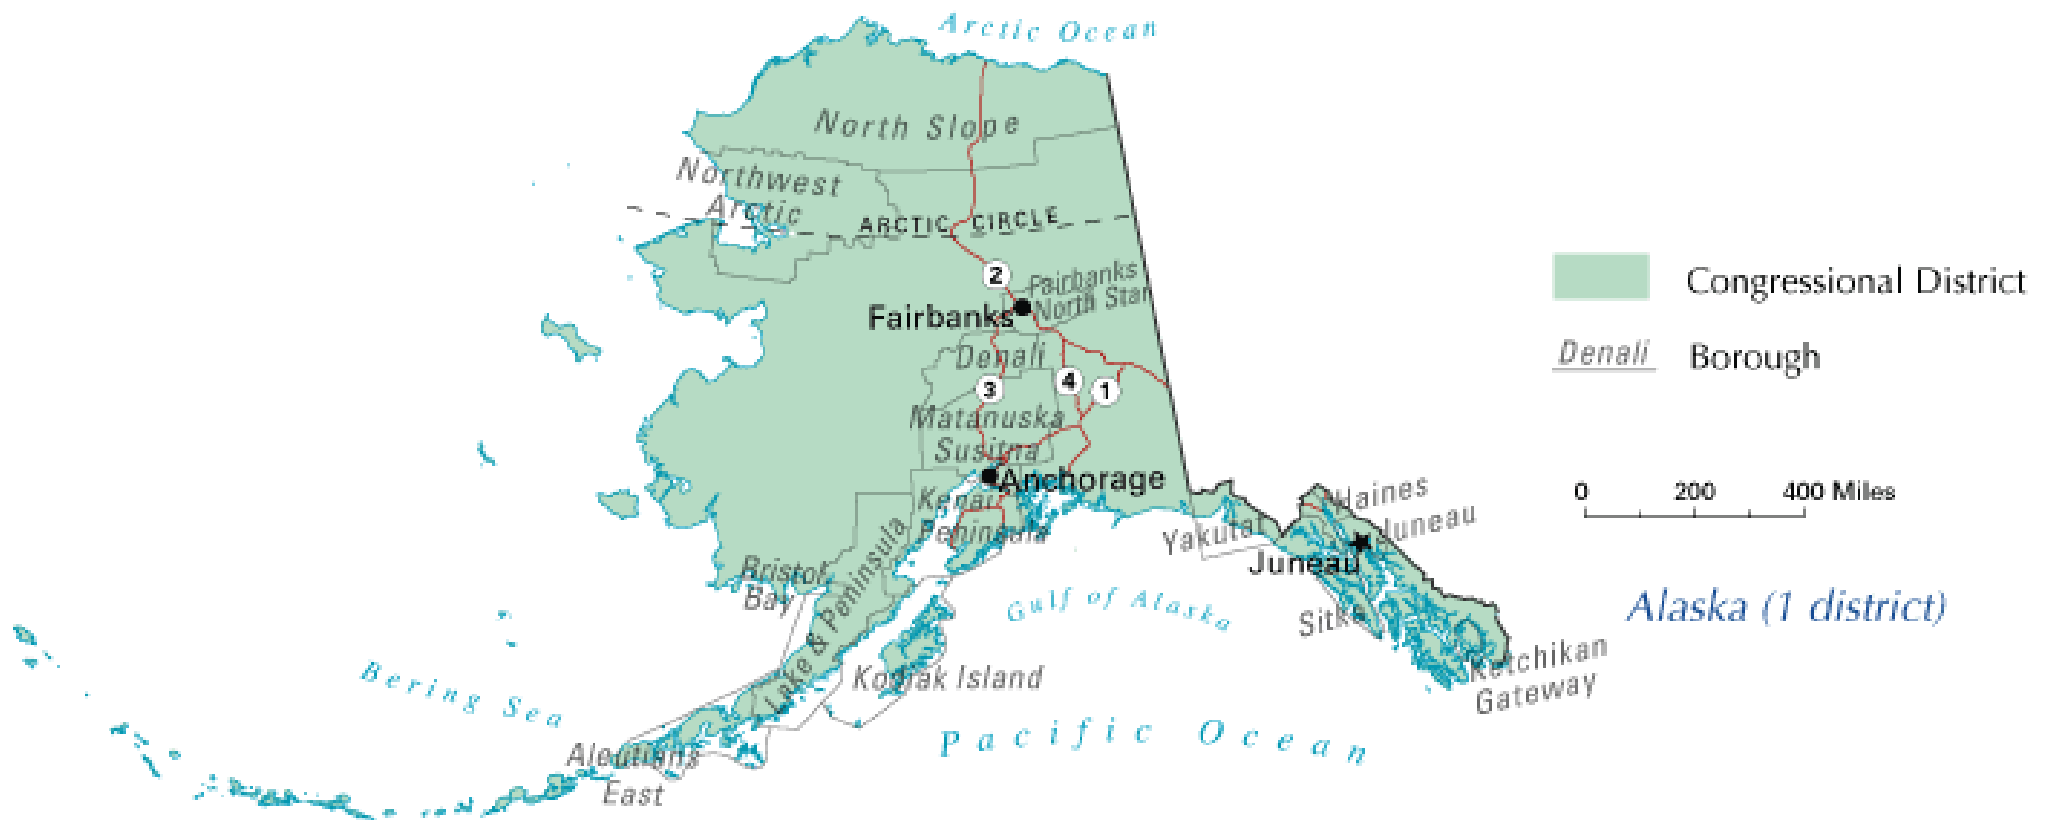 Arctic Ocean
North Slope
Northwest
Arctic
ARCTIC CIRCLE
2
Fairbanks
North Star
Fairbanks
Denali
3
4
1
Matanuska
Susitna
Anchorage
Kenai
Peninsula
Bristol
Bay
Lake & Peninsula
Kodiak Island
Aleutians
East
Bering Sea
Gulf of Alaska
Pacific Ocean
Yakutat
Haines
Juneau
Juneau
Sitka
Ketchikan
Gateway
Congressional District
Denali Borough
0 200 400 Miles
Alaska (1 district)